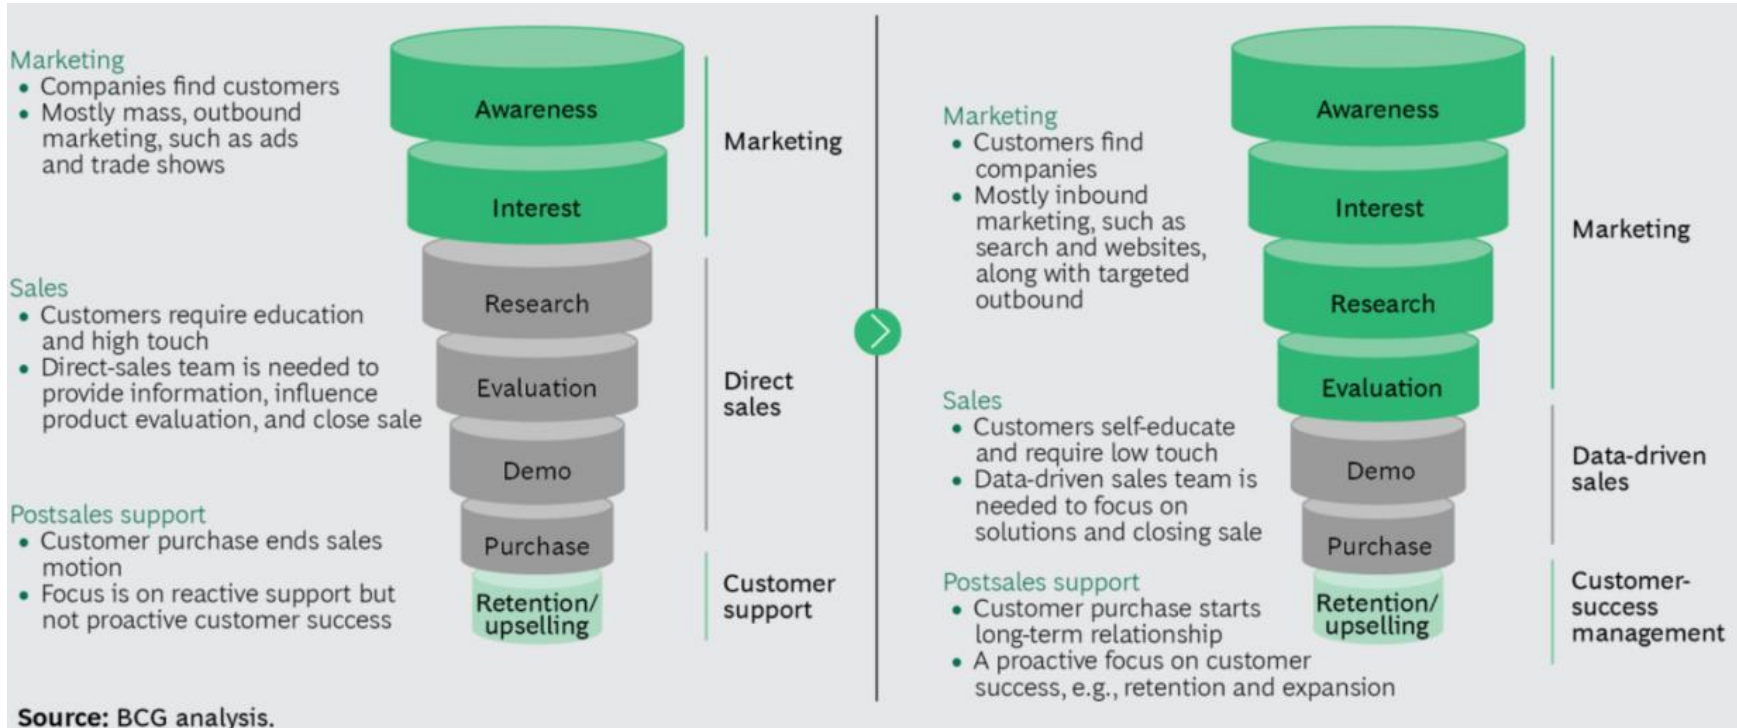 Marketing
• Companies find customers
• Mostly mass, outbound
marketing, such as ads
and trade shows
Sales
• Customers require education
and high touch
• Direct-sales team is needed to
provide information, influence
product evaluation, and close sale
Postsales support
• Customer purchase ends sales
motion
• Focus is on reactive support but
not proactive customer success
Awareness
Interest
Research
Evaluation
Demo
Purchase
Retention/
upselling
Marketing
Direct
sales
Customer
support
Marketing
• Customers find
companies
• Mostly inbound
marketing, such as
search and websites,
along with targeted
outbound
Sales
• Customers self-educate
and require low touch
• Data-driven sales team is
needed to focus on
solutions and closing sale
Postsales support
• Customer purchase starts
long-term relationship
• A proactive focus on customer
success, e.g., retention and expansion
Awareness
Interest
Research
Evaluation
Demo
Purchase
Retention/
upselling
Marketing
Data-driven
sales
Customer-
success
management
Source: BCG analysis.